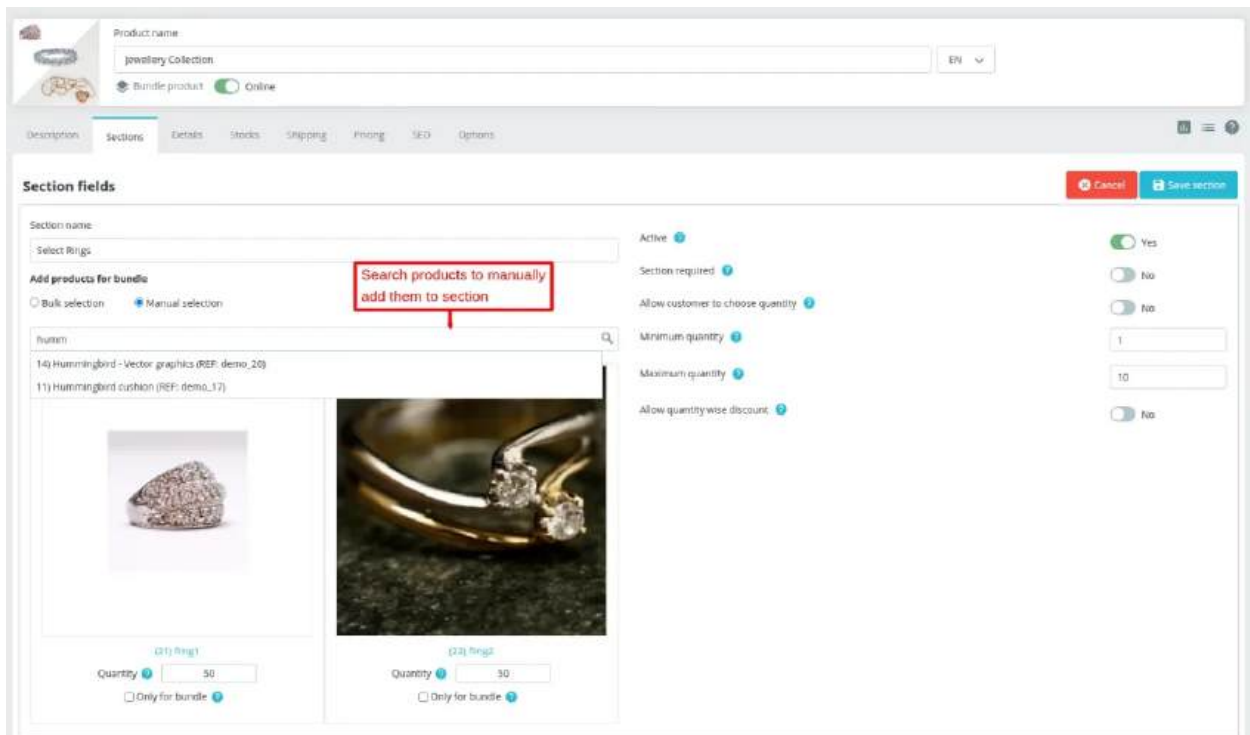 Product name
Jewellery Collection
EN
Bundle product Online
Description Sections Details Stocks Shipping Pricing SEO Options
Section fields
Cancel Save section
Section name
Select Rings
Add products for bundle
Bulk selection Manual selection
Search products to manually
add them to section
humm
14) Hummingbird - Vector graphics (REF: demo_20)
11) Hummingbird cushion (REF: demo_17)
(21) Ring1
Quantity ? 50
Only for bundle ?
Ring2
Quantity ? 50
Only for bundle ?
Active ? Yes
Section required ? No
Allow customer to choose quantity ? No
Minimum quantity ? 1
Maximum quantity ? 10
Allow quantity wise discount ? No